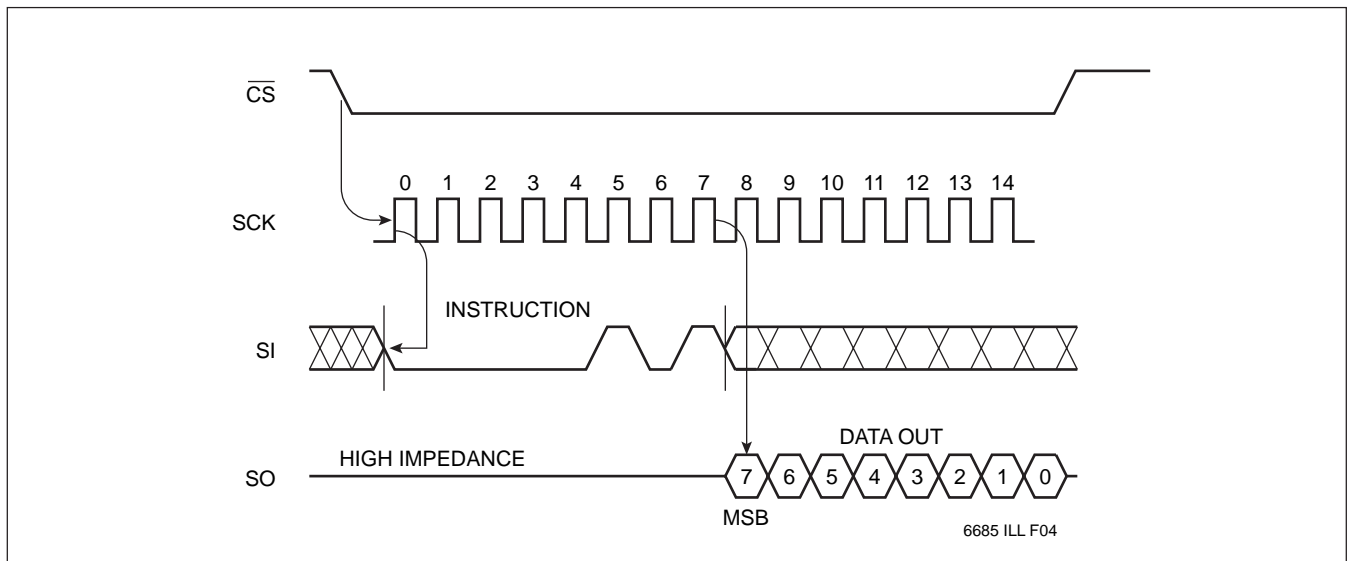 CS
0 1 2 3 4 5 6 7 8 9 10 11 12 13 14
SCK
INSTRUCTION
SI
DATA OUT
HIGH IMPEDANCE
SO
7 6 5 4 3 2 1 0
MSB
6685 ILL F04